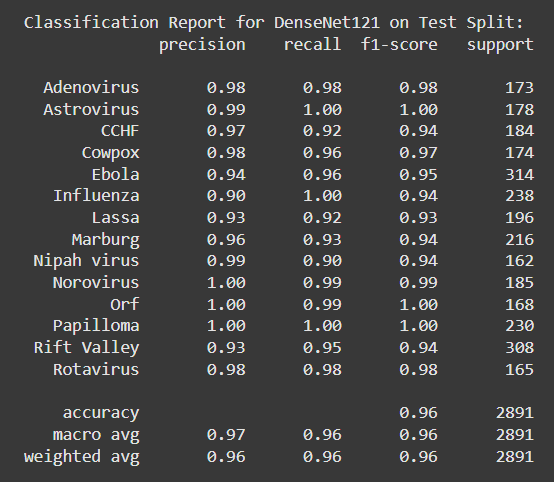 Classification Report for DenseNet121 on Test Split:
precision recall f1-score support
Adenovirus 0.98 0.98 0.98 173
Astrovirus 0.99 1.00 1.00 178
CCHF 0.97 0.92 0.94 184
Cowpox 0.98 0.96 0.97 174
Ebola 0.94 0.96 0.95 314
Influenza 0.90 1.00 0.94 238
Lassa 0.93 0.92 0.93 196
Marburg 0.96 0.93 0.94 216
Nipah virus 0.99 0.90 0.94 162
Norovirus 1.00 0.99 0.99 185
Orf 1.00 0.99 1.00 168
Papilloma 1.00 1.00 1.00 230
Rift Valley 0.93 0.95 0.94 308
Rotavirus 0.98 0.98 0.98 165
accuracy 0.96 2891
macro avg 0.97 0.96 0.96 2891
weighted avg 0.96 0.96 0.96 2891